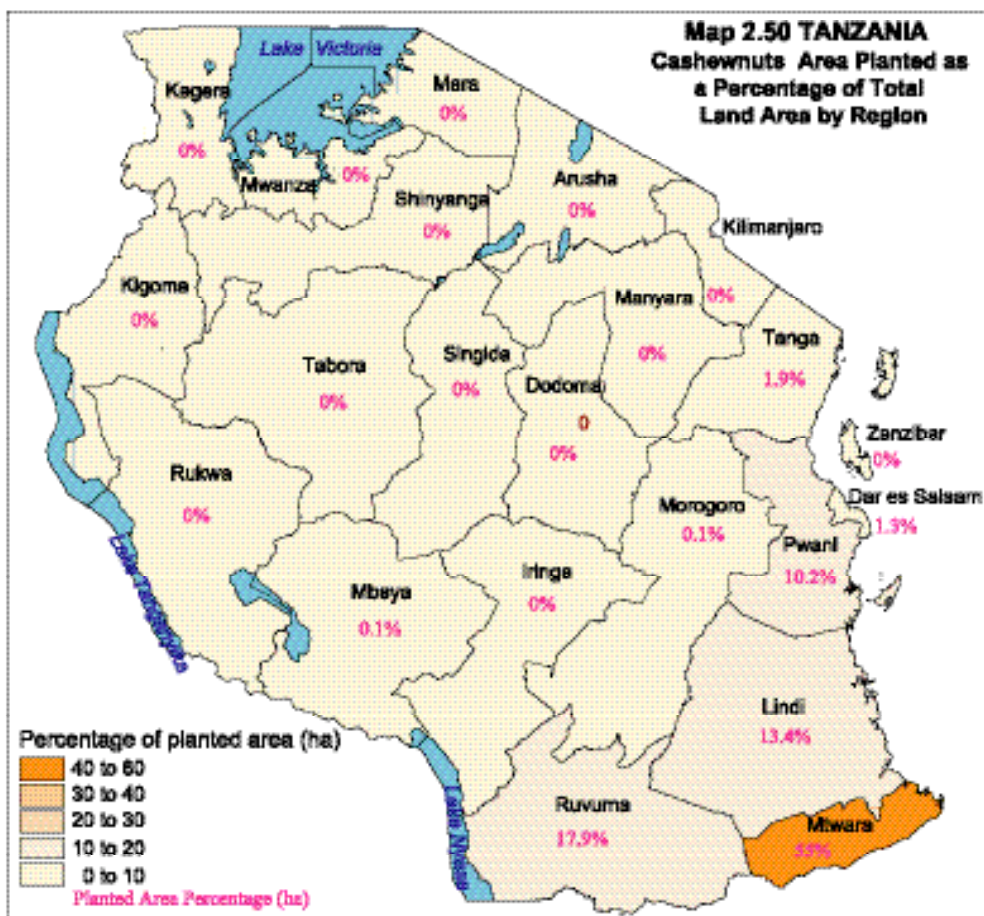 Map 2.50 TANZANIA
Cashewnuts Area Planted as
a Percentage of Total
Land Area by Region
Lake Victoria
Kagera
0%
Mara
0%
Mwanza
0%
Shinyanga
0%
Arusha
0%
Kilimanjaro
0%
Kigoma
0%
Tabora
0%
Singida
0%
Manyara
0%
Tanga
1.9%
Dodoma
0
0%
Zanzibar
0%
Rukwa
0%
Morogoro
0.1%
Dar es Salaam
1.3%
Pwani
10.2%
Lake Tanganyika
Mbeya
0.1%
Iringa
0%
Lindi
13.4%
Lake Nyasa
Ruvuma
17.9%
Mtwara
55%
Percentage of planted area (ha)
40 to 60
30 to 40
20 to 30
10 to 20
0 to 10
Planted Area Percentage (ha)